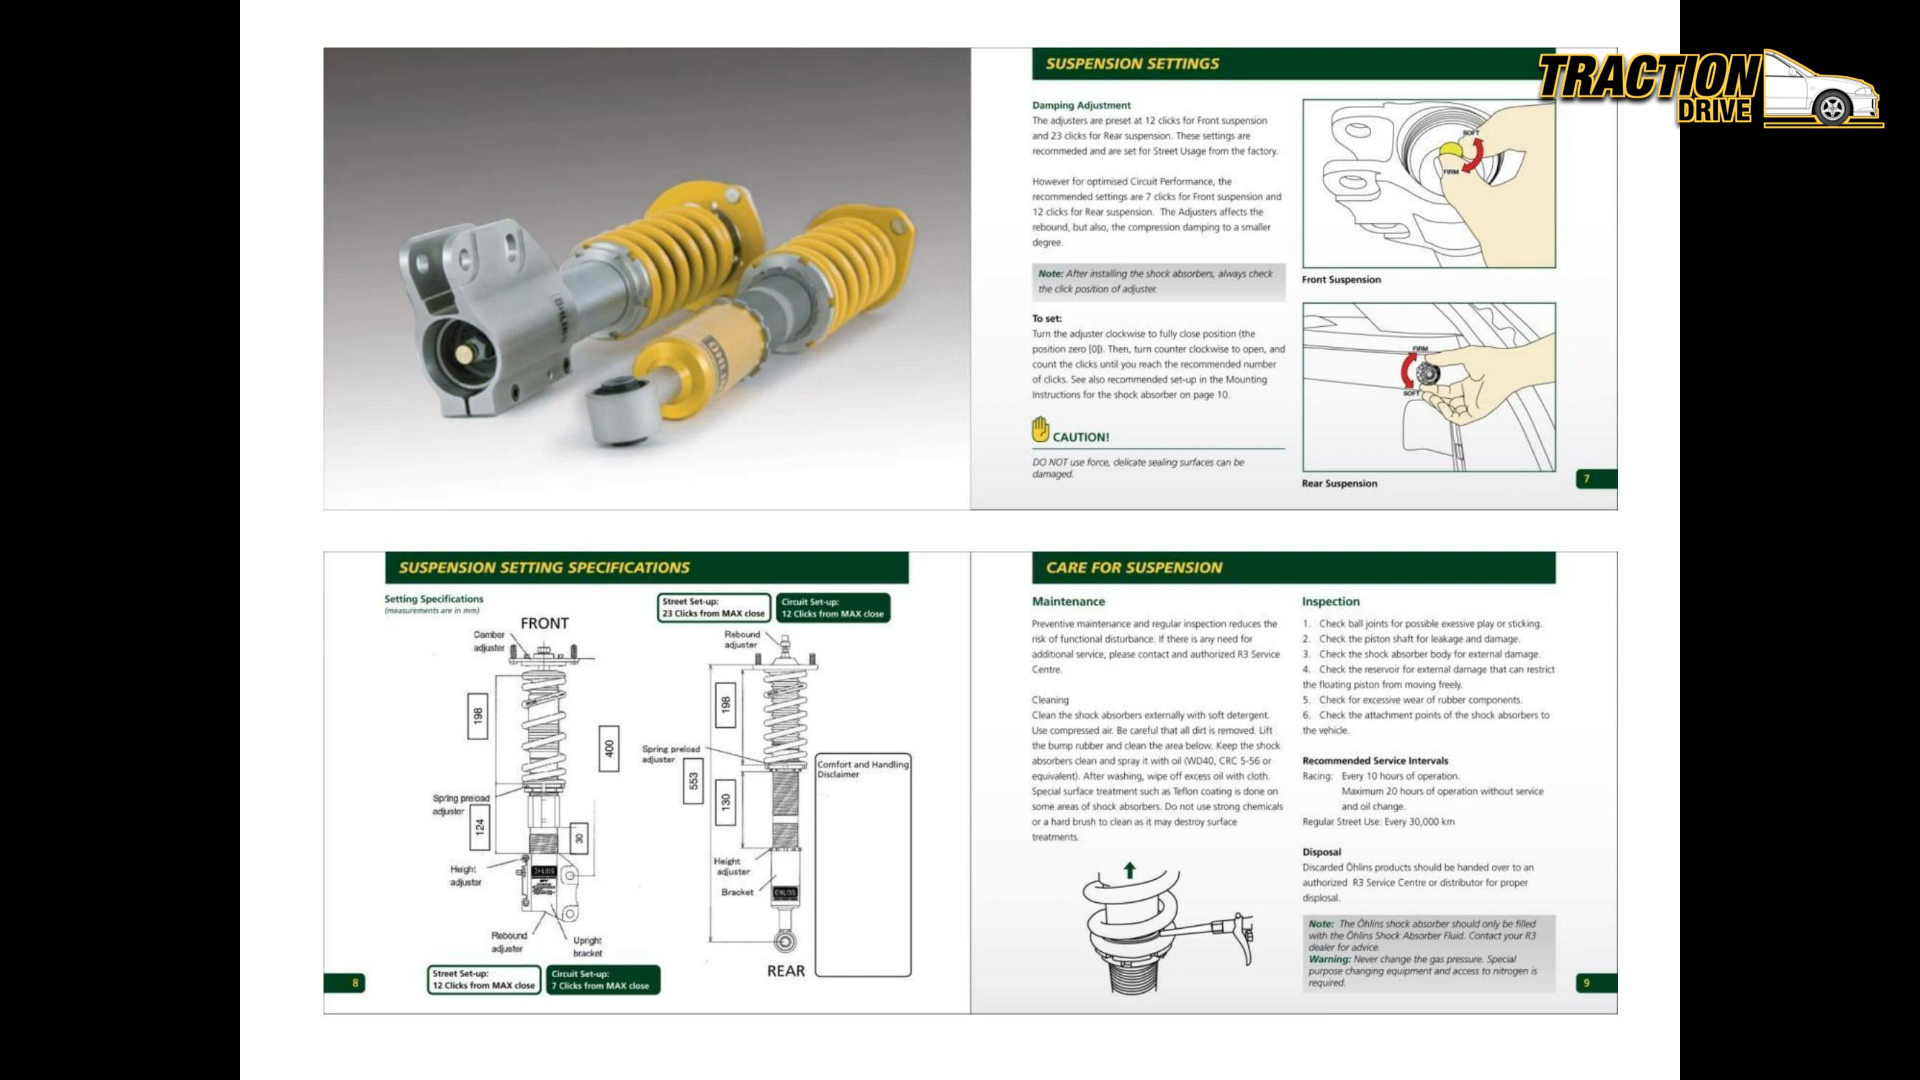 TRACTION
DRIVE
ÖHLINS
SUSPENSION SETTINGS
Damping Adjustment
The adjusters are preset at 12 clicks for Front suspension
and 23 clicks for Rear suspension. These settings are
recommeded and are set for Street Usage from the factory.
However for optimised Circuit Performance, the
recommended settings are 7 clicks for Front suspension and
12 clicks for Rear suspension. The Adjusters affects the
rebound, but also, the compression damping to a smaller
degree.
Note: After installing the shock absorbers, always check
the click position of adjuster.
To set:
Turn the adjuster clockwise to fully close position (the
position zero [0]). Then, turn counter clockwise to open, and
count the clicks until you reach the recommended number
of clicks. See also recommended set-up in the Mounting
Instructions for the shock absorber on page 10.
CAUTION!
DO NOT use force, delicate sealing surfaces can be
damaged.
SOFT
FIRM
Front Suspension
FIRM
SOFT
Rear Suspension
7
SUSPENSION SETTING SPECIFICATIONS
Setting Specifications
(measurements are in mm)
FRONT
Camber
adjuster
198
400
Spring preload
adjuster
124
30
Height
adjuster
ÖHLINS
Rebound
adjuster
Upright
bracket
Street Set-up:
12 Clicks from MAX close
Circuit Set-up:
7 Clicks from MAX close
Street Set-up:
23 Clicks from MAX close
Circuit Set-up:
12 Clicks from MAX close
Rebound
adjuster
198
Spring preload
adjuster
553
130
Height
adjuster
Bracket
ÖHLINS
REAR
Comfort and Handling
Disclaimer
8
CARE FOR SUSPENSION
Maintenance
Preventive maintenance and regular inspection reduces the
risk of functional disturbance. If there is any need for
additional service, please contact and authorized R3 Service
Centre.
Cleaning
Clean the shock absorbers externally with soft detergent.
Use compressed air. Be careful that all dirt is removed. Lift
the bump rubber and clean the area below. Keep the shock
absorbers clean and spray it with oil (WD40, CRC 5-56 or
equivalent). After washing, wipe off excess oil with cloth.
Special surface treatment such as Teflon coating is done on
some areas of shock absorbers. Do not use strong chemicals
or a hard brush to clean as it may destroy surface
treatments.
Inspection
1. Check ball joints for possible exessive play or sticking.
2. Check the piston shaft for leakage and damage.
3. Check the shock absorber body for external damage.
4. Check the reservoir for external damage that can restrict
the floating piston from moving freely.
5. Check for excessive wear of rubber components.
6. Check the attachment points of the shock absorbers to
the vehicle.
Recommended Service Intervals
Racing: Every 10 hours of operation.
Maximum 20 hours of operation without service
and oil change.
Regular Street Use: Every 30,000 km
Disposal
Discarded Öhlins products should be handed over to an
authorized R3 Service Centre or distributor for proper
displosal.
Note: The Öhlins shock absorber should only be filled
with the Öhlins Shock Absorber Fluid. Contact your R3
dealer for advice.
Warning: Never change the gas pressure. Special
purpose changing equipment and access to nitrogen is
required.
9